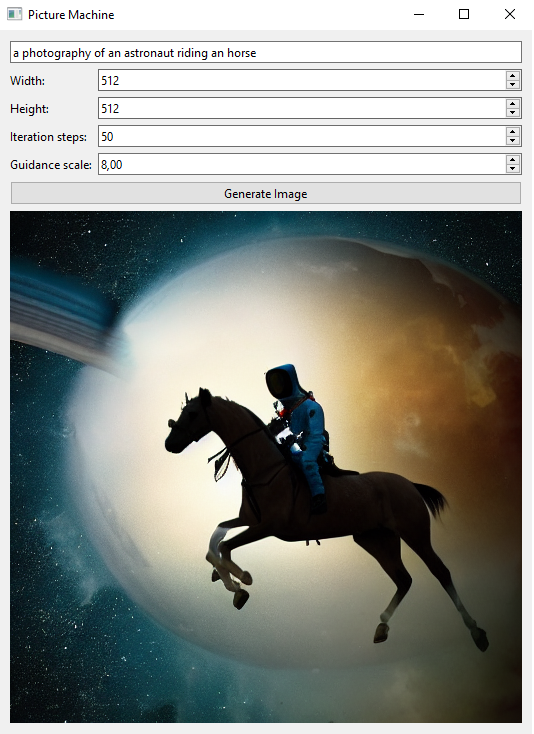 Picture Machine
a photography of an astronaut riding an horse
Width: 512
Height: 512
Iteration steps: 50
Guidance scale: 8,00
Generate Image